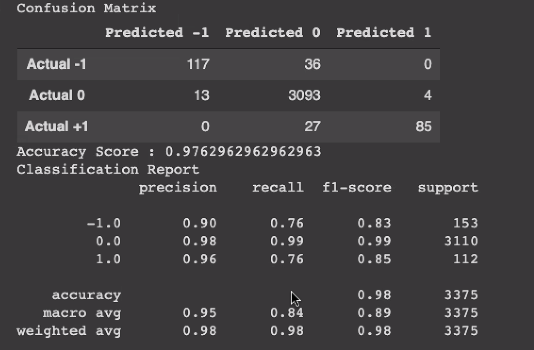 Confusion Matrix
Predicted -1 Predicted 0 Predicted 1
Actual -1 117 36 0
Actual 0 13 3093 4
Actual +1 0 27 85
Accuracy Score : 0.9762962962962963
Classification Report
precision recall f1-score support
-1.0 0.90 0.76 0.83 153
0.0 0.98 0.99 0.99 3110
1.0 0.96 0.76 0.85 112
accuracy 0.98 3375
macro avg 0.95 0.84 0.89 3375
weighted avg 0.98 0.98 0.98 3375